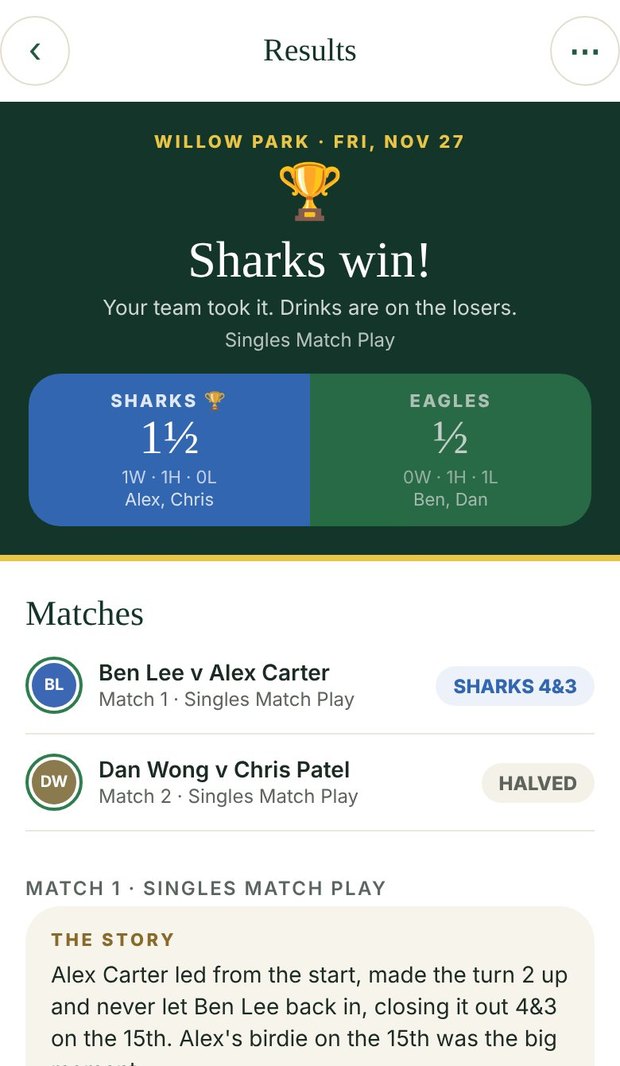 ‹
Results
...
WILLOW PARK · FRI, NOV 27
Sharks win!
Your team took it. Drinks are on the losers.
Singles Match Play
SHARKS
1½
1W · 1H · 0L
Alex, Chris
EAGLES
½
0W · 1H · 1L
Ben, Dan
Matches
BL
Ben Lee v Alex Carter
Match 1 · Singles Match Play
SHARKS 4&3
DW
Dan Wong v Chris Patel
Match 2 · Singles Match Play
HALVED
MATCH 1 · SINGLES MATCH PLAY
THE STORY
Alex Carter led from the start, made the turn 2 up
and never let Ben Lee back in, closing it out 4&3
on the 15th. Alex's birdie on the 15th was the big